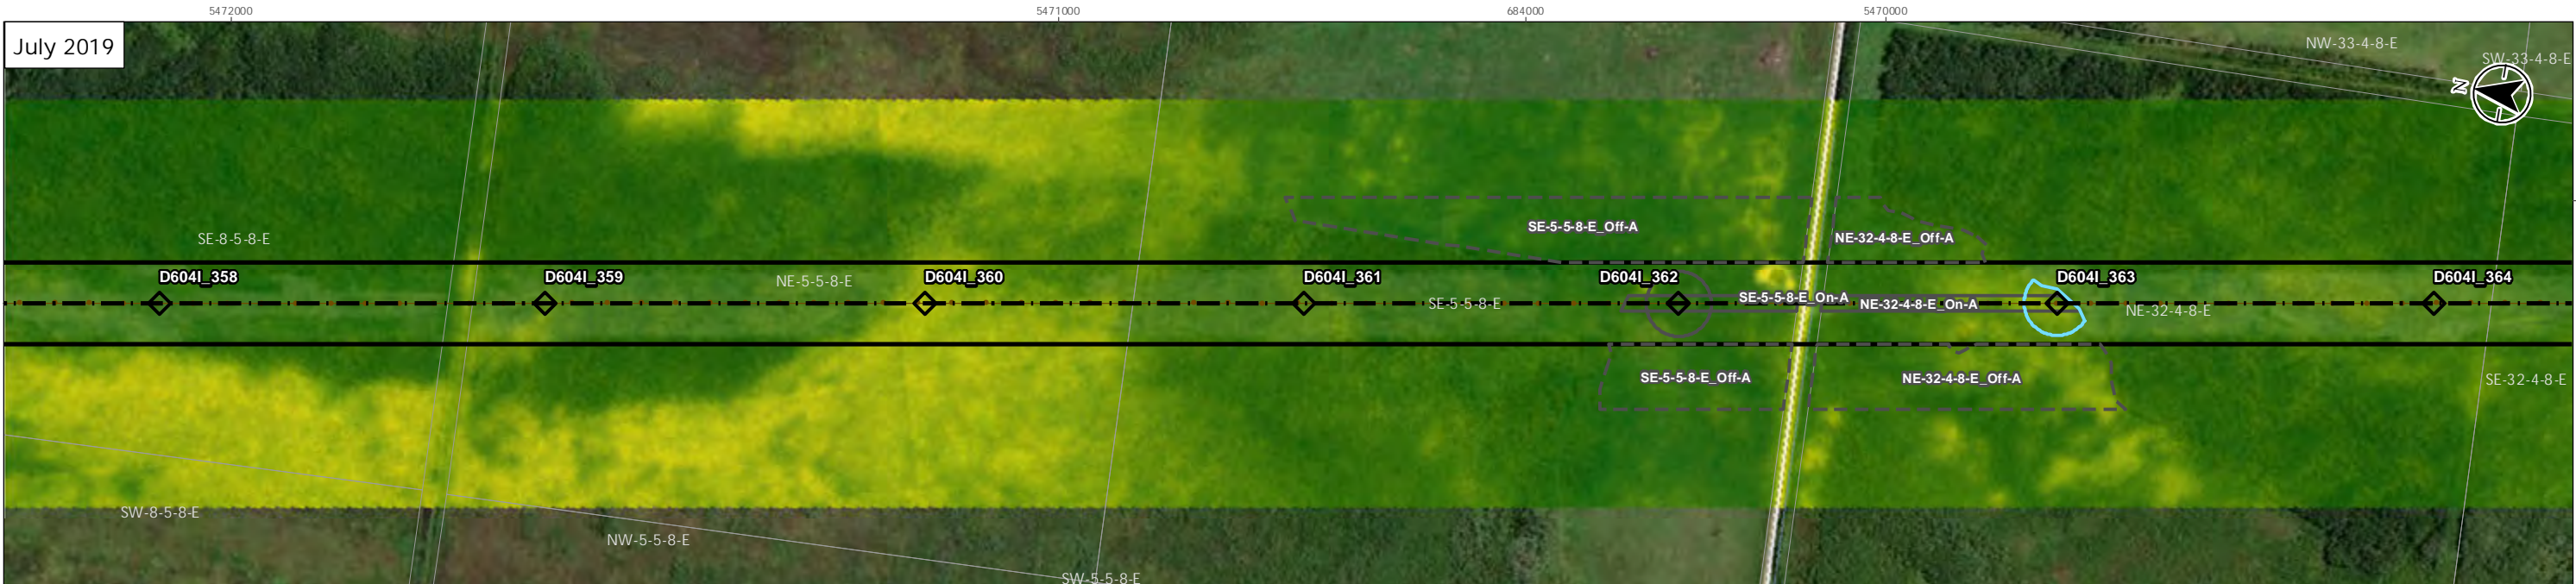 5472000
5471000
684000
5470000
July 2019
NW-33-4-8-E
SW-33-4-8-E
N
SE-5-5-8-E_Off-A
NE-32-4-8-E_Off-A
SE-8-5-8-E
D604I_358
D604I_359
NE-5-5-8-E
D604I_360
D604I_361
D604I_362
D604I_363
D604I_364
SE-5-5-8-E
SE-5-5-8-E_On-A
NE-32-4-8-E_On-A
NE-32-4-8-E
SE-5-5-8-E_Off-A
NE-32-4-8-E_Off-A
SE-32-4-8-E
SW-8-5-8-E
NW-5-5-8-E
SW-5-5-8-E